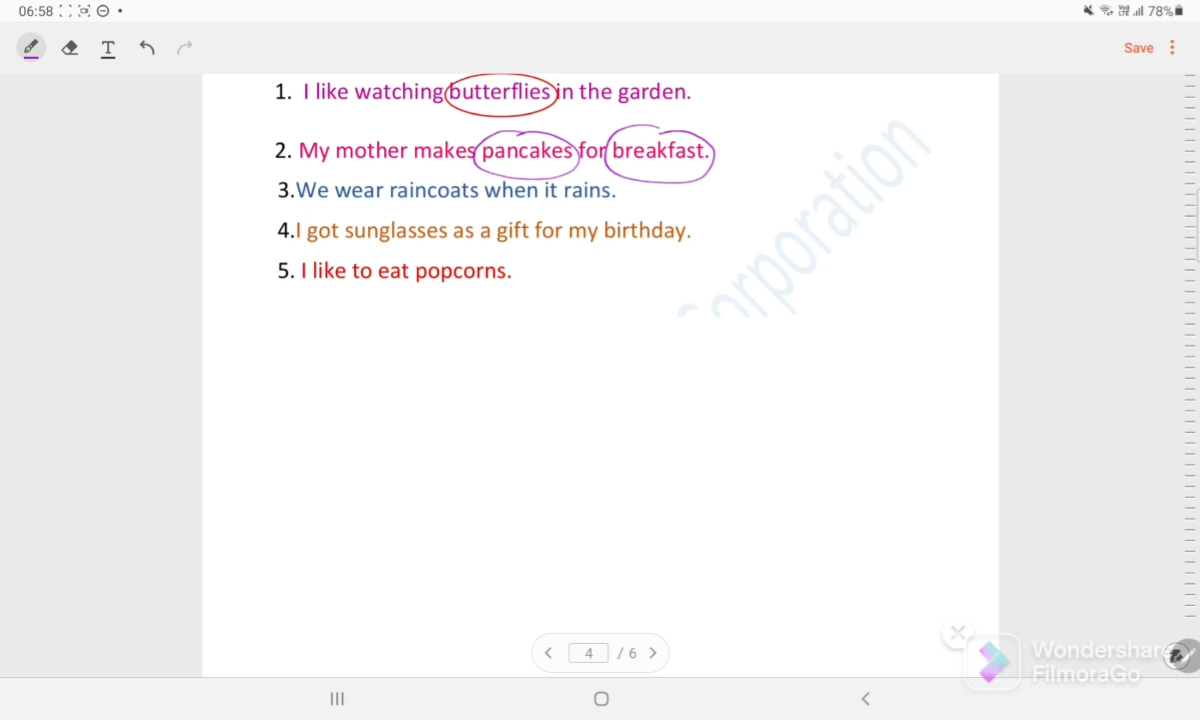 06:58 78%
T Save
1. I like watching butterflies in the garden.
2. My mother makes pancakes for breakfast.
3.We wear raincoats when it rains.
4.I got sunglasses as a gift for my birthday.
5. I like to eat popcorns.
Corporation
4 / 6
Wondershare
FilmoraGo